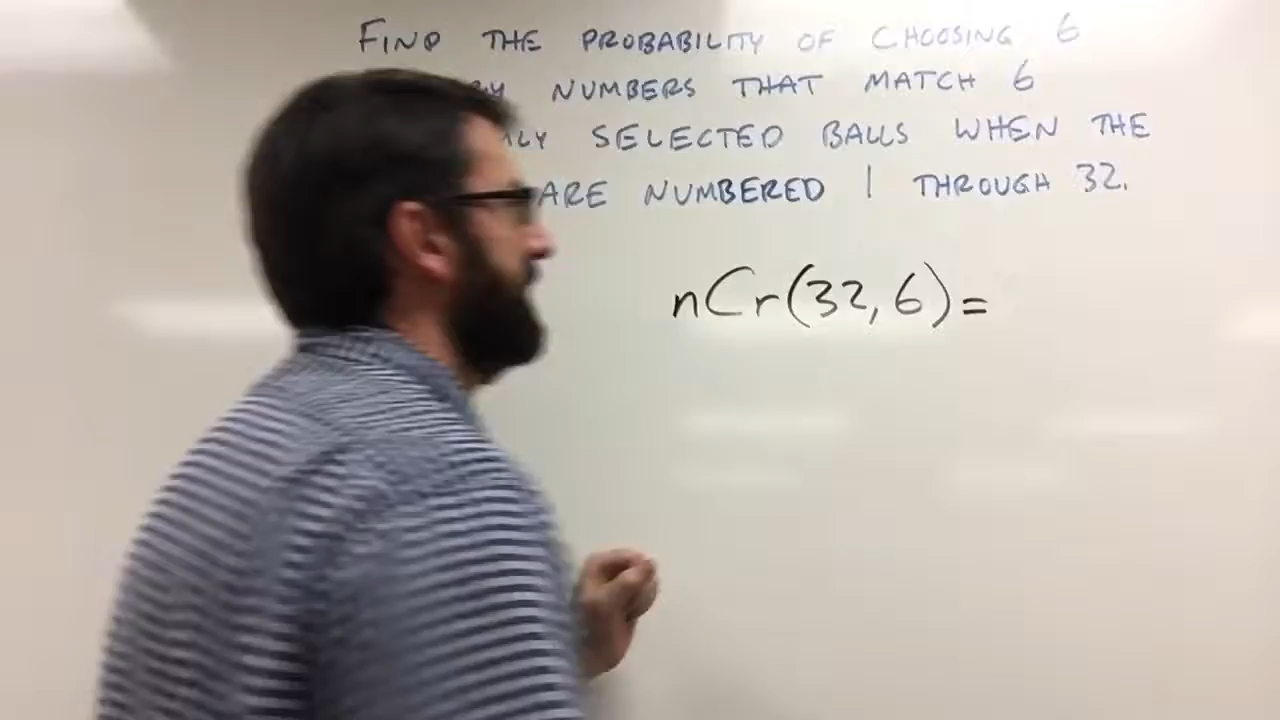 FIND THE PROBABILITY OF CHOOSING 6
NUMBERS THAT MATCH 6
SELECTED BALLS WHEN THE
ARE NUMBERED 1 THROUGH 32.
nCr(32,6)=